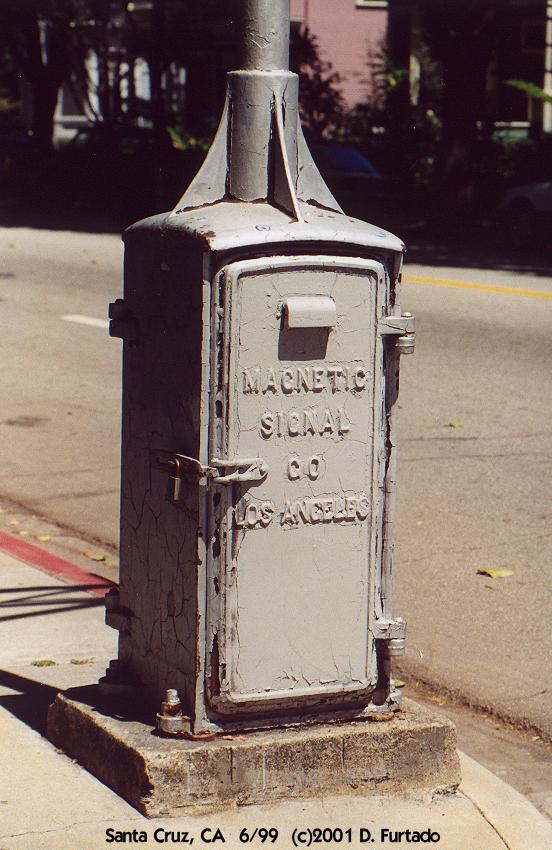 MAGNETIC
SIGNAL
CO
LOS ANGELES
Santa Cruz, CA 6/99 (c)2001 D. Furtado